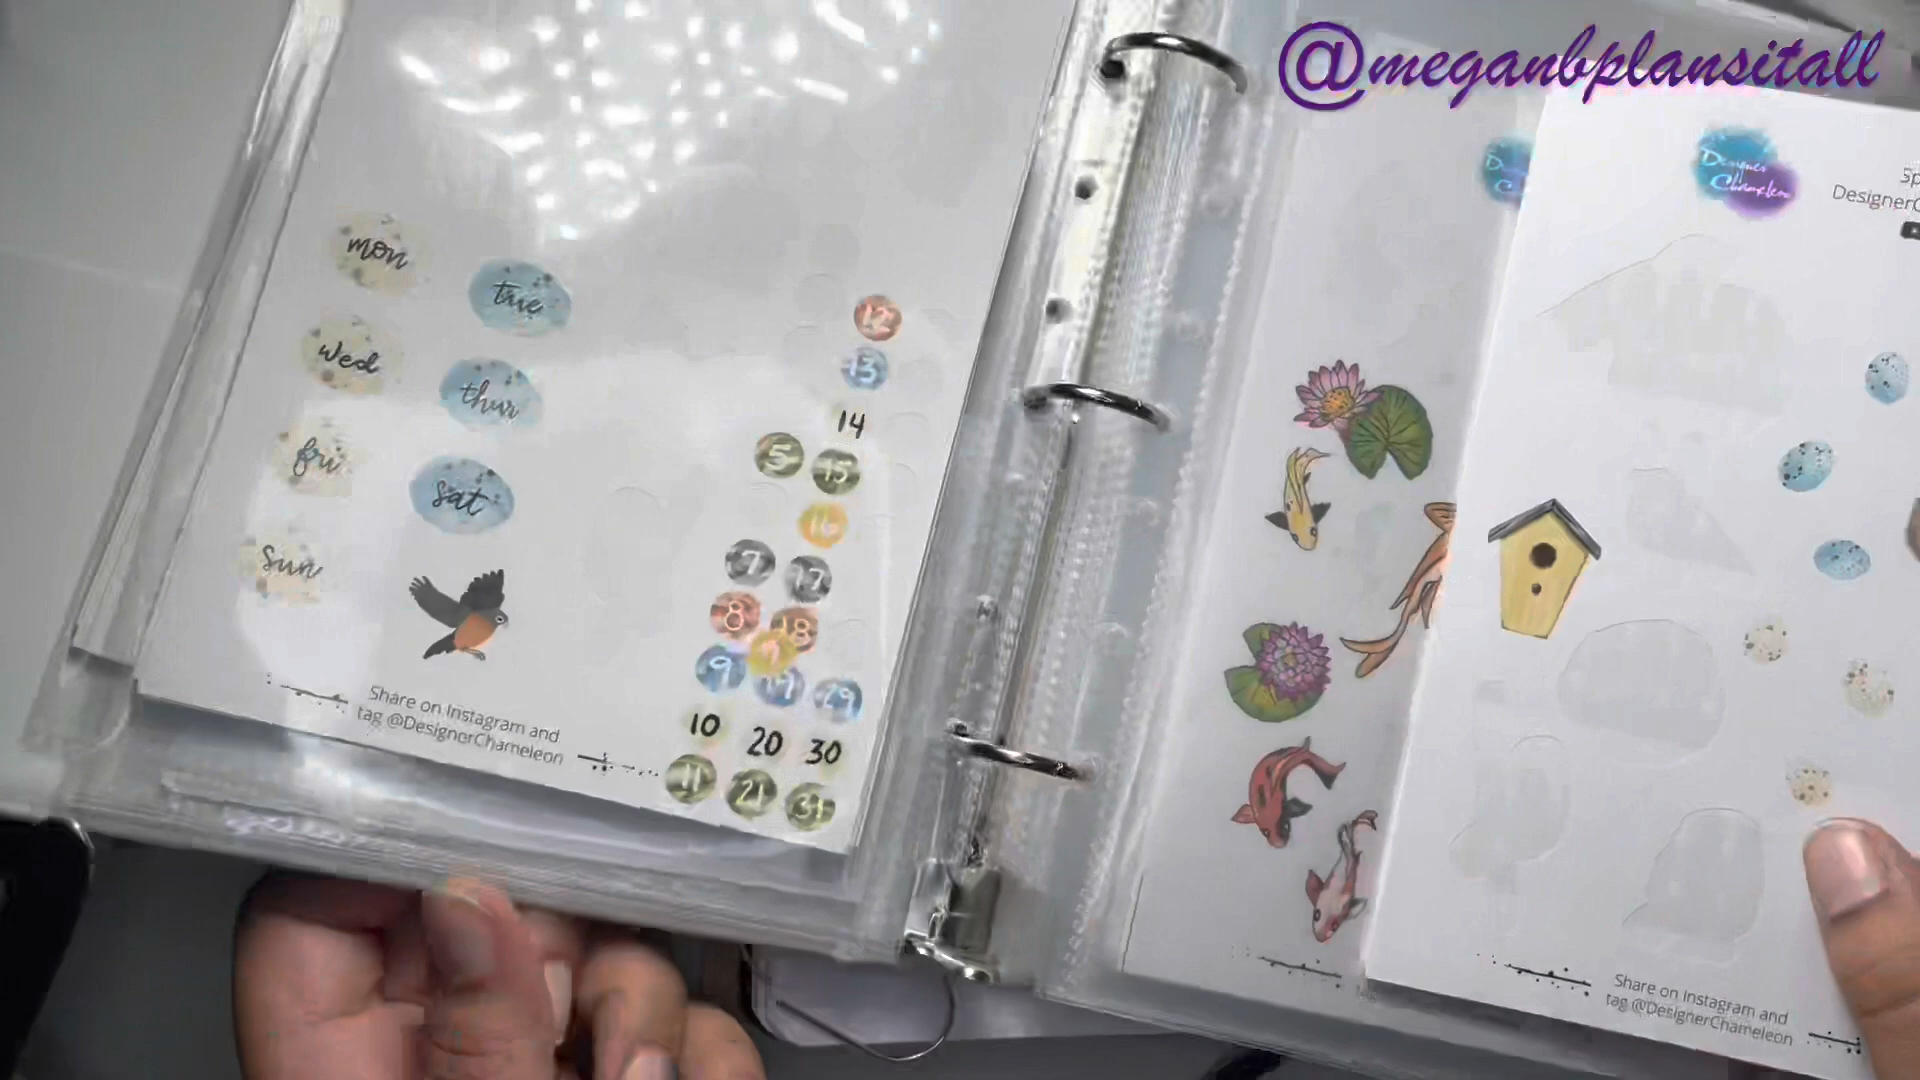 @meganbplansitall
Designer
Chameleon
mon
tue
wed
thur
fri
sat
sun
12
13
14
5 15
16
7 17
8 18
9 19 29
10 20 30
11 21 31
Share on Instagram and
tag @DesignerChameleon
Share on Instagram and
tag @DesignerChameleon